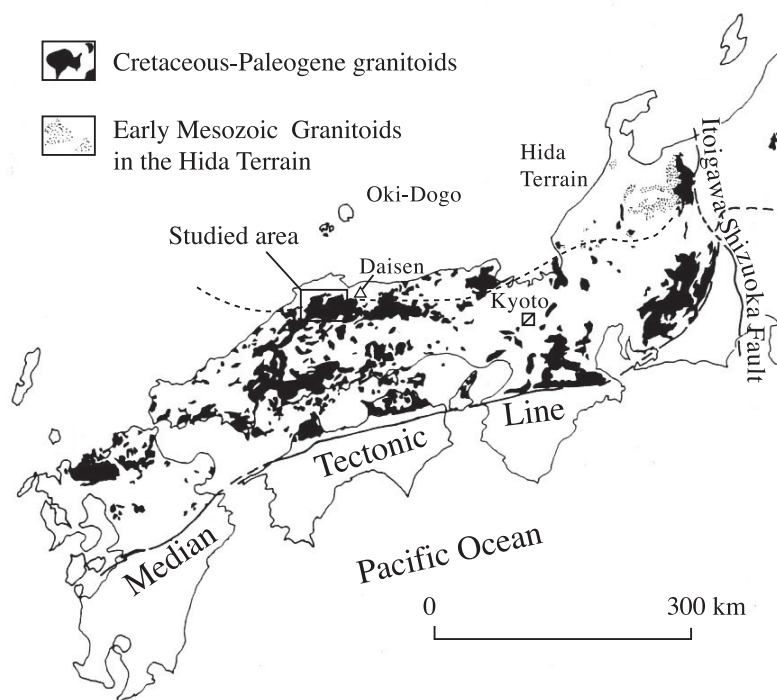 Cretaceous-Paleogene granitoids
Early Mesozoic Granitoids
in the Hida Terrain
Hida
Terrain
Itoigawa-Shizuoka Fault
Oki-Dogo
Studied area
Daisen
Kyoto
Median
Tectonic
Line
Pacific Ocean
0
300 km